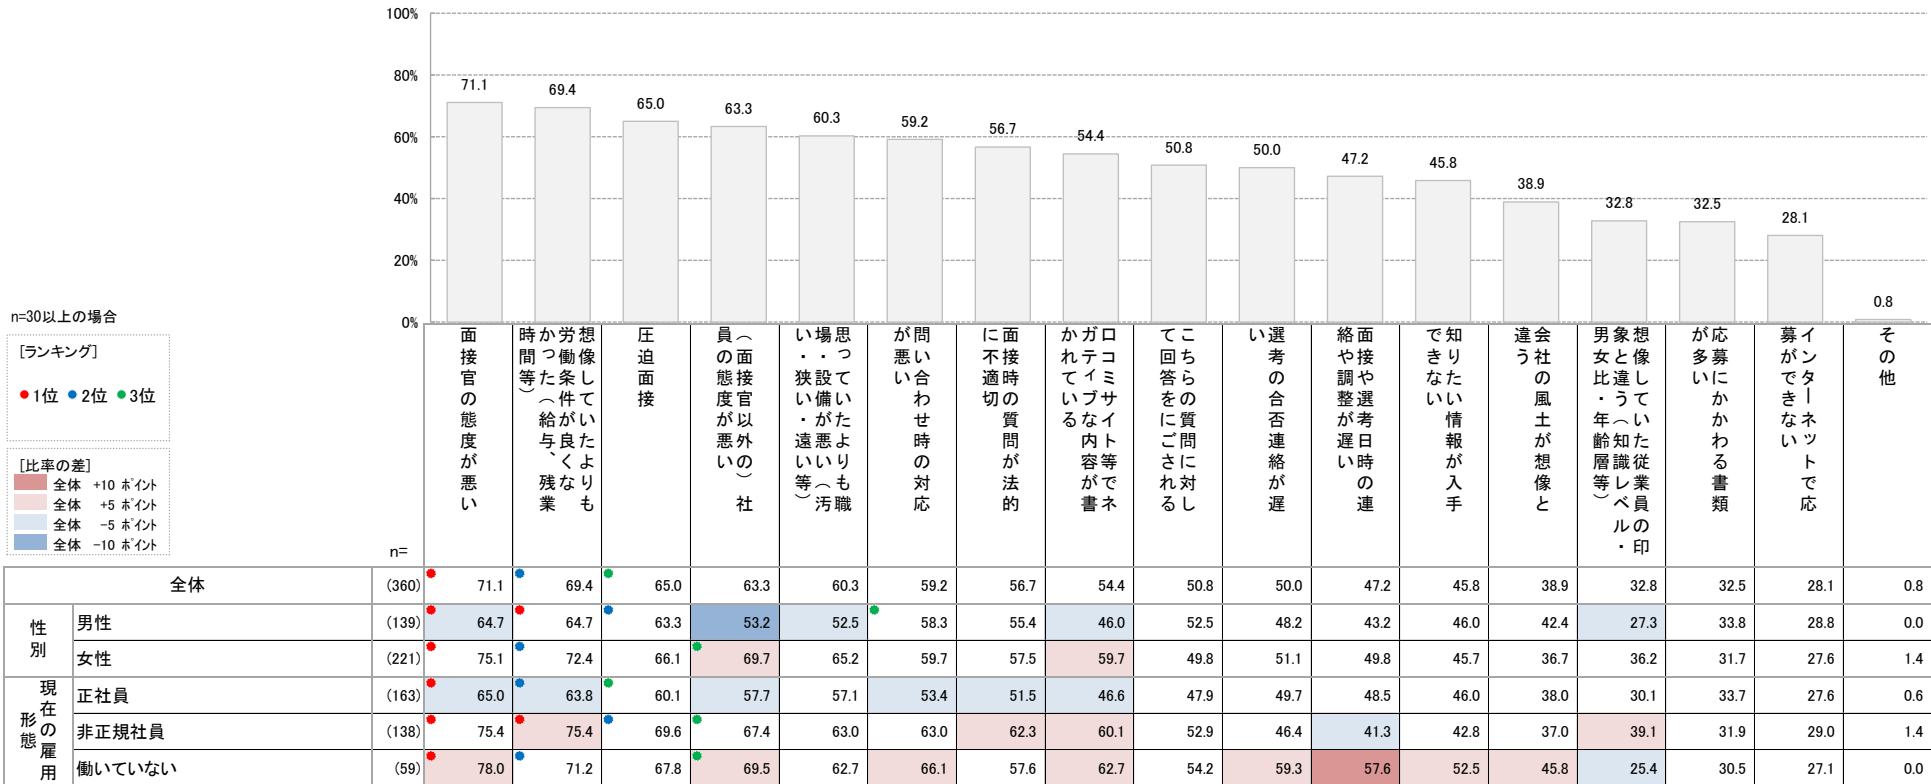 100%
80%
60%
40%
20%
0%
71.1
69.4
65.0
63.3
60.3
59.2
56.7
54.4
50.8
50.0
47.2
45.8
38.9
32.8
32.5
28.1
0.8
n=30以上の場合
[ランキング]
1位 2位 3位
[比率の差]
全体 +10 ポイント
全体 +5 ポイント
全体 -5 ポイント
全体 -10 ポイント
n=
面接官の態度が悪い
想像していたよりも
労働条件が良くな
かった（給与、残業
時間等）
圧迫面接
（面接官以外の）社
員の態度が悪い
思っていたよりも職
場・設備が悪い（汚
い・狭い・遠い等）
問い合わせ時の対応
が悪い
面接時の質問が法的
に不適切
口コミサイト等でネ
ガティブな内容が書
かれている
こちらの質問に対し
て回答をにごされる
選考の合否連絡が遅
い
面接や選考日時の連
絡や調整が遅い
知りたい情報が入手
できない
会社の風土が想像と
違う
想像していた従業員の印
象と違う（知識レベル・
男女比・年齢層等）
応募にかかわる書類
が多い
インターネットで応
募ができない
その他
全体 (360) 71.1 69.4 65.0 63.3 60.3 59.2 56.7 54.4 50.8 50.0 47.2 45.8 38.9 32.8 32.5 28.1 0.8
性別
男性 (139) 64.7 64.7 63.3 53.2 52.5 58.3 55.4 46.0 52.5 48.2 43.2 46.0 42.4 27.3 33.8 28.8 0.0
女性 (221) 75.1 72.4 66.1 69.7 65.2 59.7 57.5 59.7 49.8 51.1 49.8 45.7 36.7 36.2 31.7 27.6 1.4
現在の雇用
形態
正社員 (163) 65.0 63.8 60.1 57.7 57.1 53.4 51.5 46.6 47.9 49.7 48.5 46.0 38.0 30.1 33.7 27.6 0.6
非正規社員 (138) 75.4 75.4 69.6 67.4 63.0 63.0 62.3 60.1 52.9 46.4 41.3 42.8 37.0 39.1 31.9 29.0 1.4
働いていない (59) 78.0 71.2 67.8 69.5 62.7 66.1 57.6 62.7 54.2 59.3 57.6 52.5 45.8 25.4 30.5 27.1 0.0